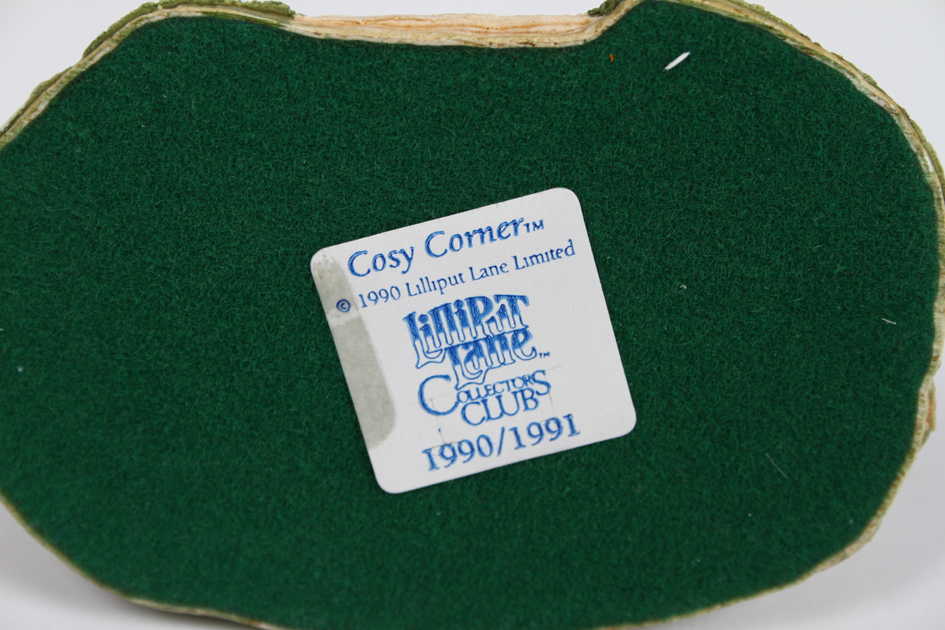 Cosy Corner™
© 1990 Lilliput Lane Limited
Lilliput
Lane™
Collectors
Club
1990/1991